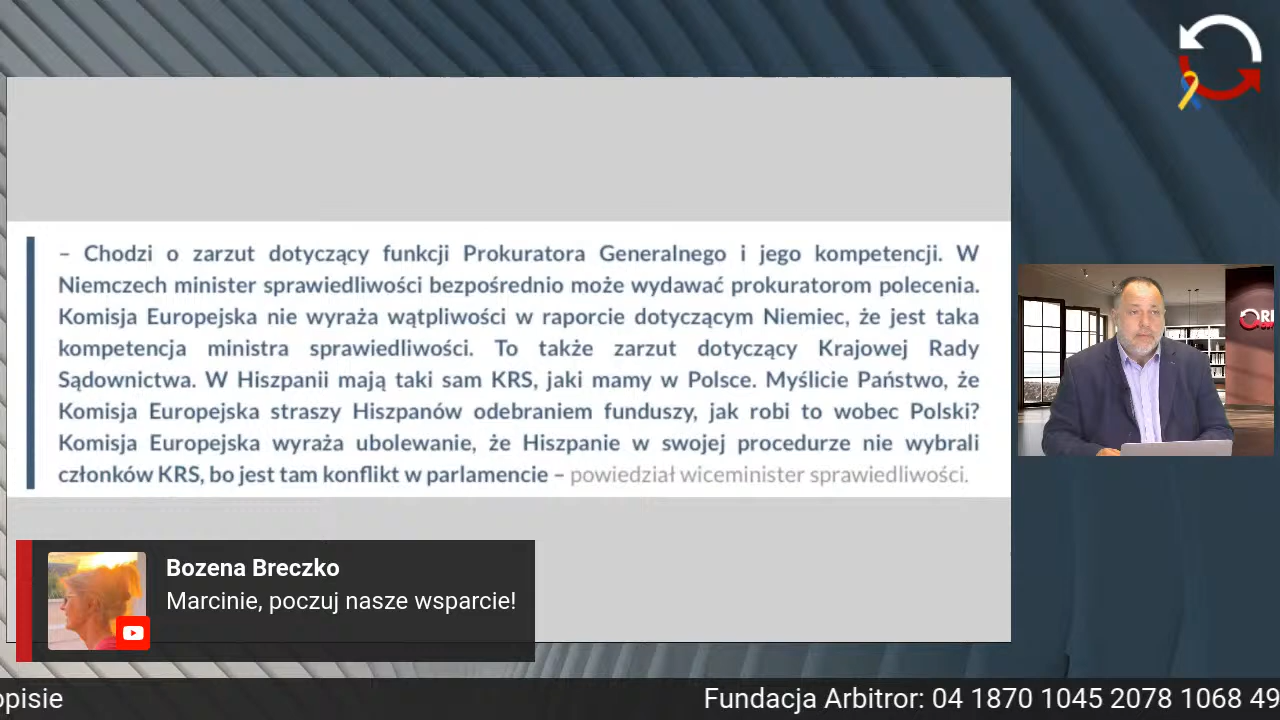 – Chodzi o zarzut dotyczący funkcji Prokuratora Generalnego i jego kompetencji. W
Niemczech minister sprawiedliwości bezpośrednio może wydawać prokuratorom polecenia.
Komisja Europejska nie wyraża wątpliwości w raporcie dotyczącym Niemiec, że jest taka
kompetencja ministra sprawiedliwości. To także zarzut dotyczący Krajowej Rady
Sądownictwa. W Hiszpanii mają taki sam KRS, jaki mamy w Polsce. Myślicie Państwo, że
Komisja Europejska straszy Hiszpanów odebraniem funduszy, jak robi to wobec Polski?
Komisja Europejska wyraża ubolewanie, że Hiszpanie w swojej procedurze nie wybrali
członków KRS, bo jest tam konflikt w parlamencie – powiedział wiceminister sprawiedliwości.
Bozena Breczko
Marcinie, poczuj nasze wsparcie!
opisie Fundacja Arbitror: 04 1870 1045 2078 1068 49